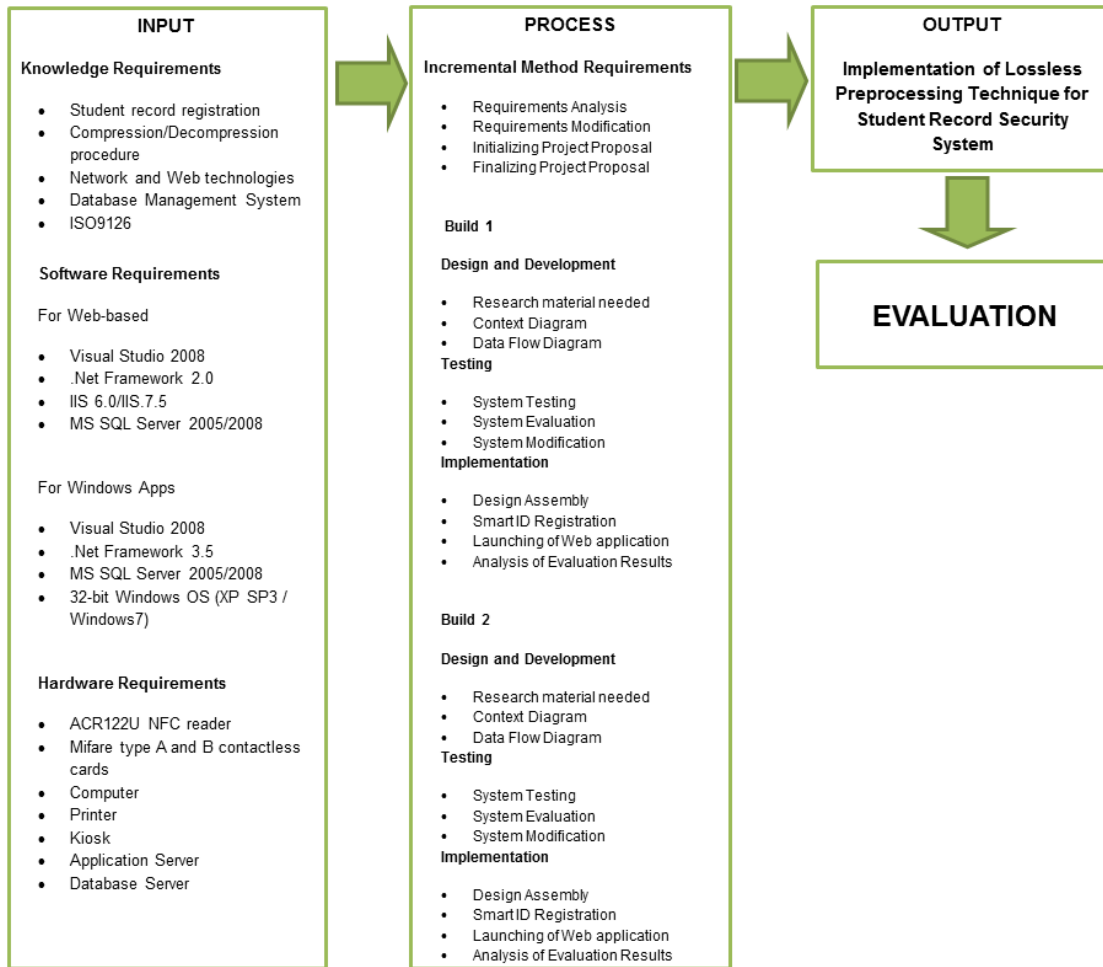 INPUT
Knowledge Requirements
• Student record registration
• Compression/Decompression
procedure
• Network and Web technologies
• Database Management System
• ISO9126
Software Requirements
For Web-based
• Visual Studio 2008
• .Net Framework 2.0
• IIS 6.0/IIS.7.5
• MS SQL Server 2005/2008
For Windows Apps
• Visual Studio 2008
• .Net Framework 3.5
• MS SQL Server 2005/2008
• 32-bit Windows OS (XP SP3 /
Windows7)
Hardware Requirements
• ACR122U NFC reader
• Mifare type A and B contactless
cards
• Computer
• Printer
• Kiosk
• Application Server
• Database Server
PROCESS
Incremental Method Requirements
• Requirements Analysis
• Requirements Modification
• Initializing Project Proposal
• Finalizing Project Proposal
Build 1
Design and Development
• Research material needed
• Context Diagram
• Data Flow Diagram
Testing
• System Testing
• System Evaluation
• System Modification
Implementation
• Design Assembly
• Smart ID Registration
• Launching of Web application
• Analysis of Evaluation Results
Build 2
Design and Development
• Research material needed
• Context Diagram
• Data Flow Diagram
Testing
• System Testing
• System Evaluation
• System Modification
Implementation
• Design Assembly
• Smart ID Registration
• Launching of Web application
• Analysis of Evaluation Results
OUTPUT
Implementation of Lossless
Preprocessing Technique for
Student Record Security
System
EVALUATION